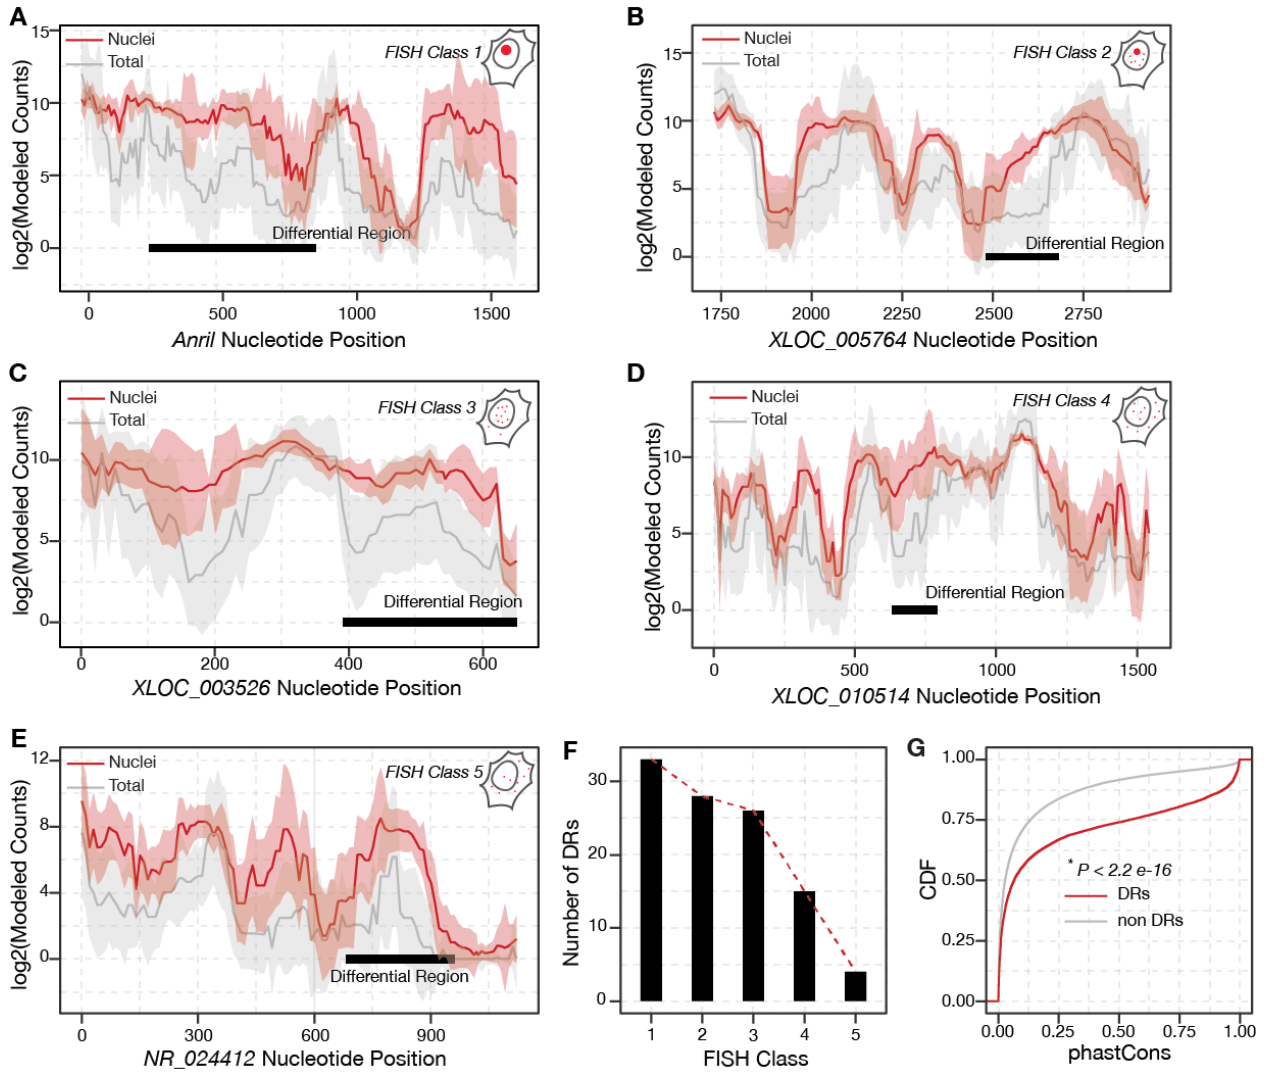 A
15
10
5
0
log2(Modeled Counts)
Nuclei
Total
FISH Class 1
Differential Region
0 500 1000 1500
Anril Nucleotide Position
B
15
10
5
0
log2(Modeled Counts)
Nuclei
Total
FISH Class 2
Differential Region
1750 2000 2250 2500 2750
XLOC_005764 Nucleotide Position
C
10
5
0
log2(Modeled Counts)
Nuclei
Total
FISH Class 3
Differential Region
0 200 400 600
XLOC_003526 Nucleotide Position
D
10
5
0
log2(Modeled Counts)
Nuclei
Total
FISH Class 4
Differential Region
0 500 1000 1500
XLOC_010514 Nucleotide Position
E
12
8
4
0
log2(Modeled Counts)
Nuclei
Total
FISH Class 5
Differential Region
0 300 600 900
NR_024412 Nucleotide Position
F
30
20
10
0
Number of DRs
1 2 3 4 5
FISH Class
G
1.00
0.75
0.50
0.25
0.00
CDF
* P < 2.2 e-16
DRs
non DRs
0.00 0.25 0.50 0.75 1.00
phastCons